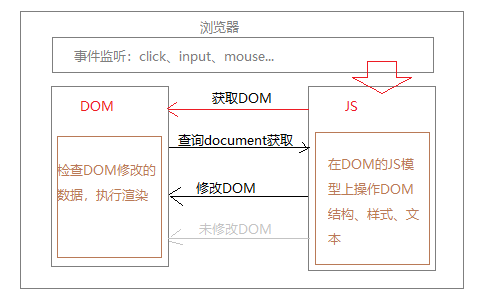 浏览器
事件监听：click、input、mouse...
DOM
获取DOM
JS
查询document获取
检查DOM修改的
数据，执行渲染
修改DOM
未修改DOM
在DOM的JS模
型上操作DOM
结构、样式、文
本